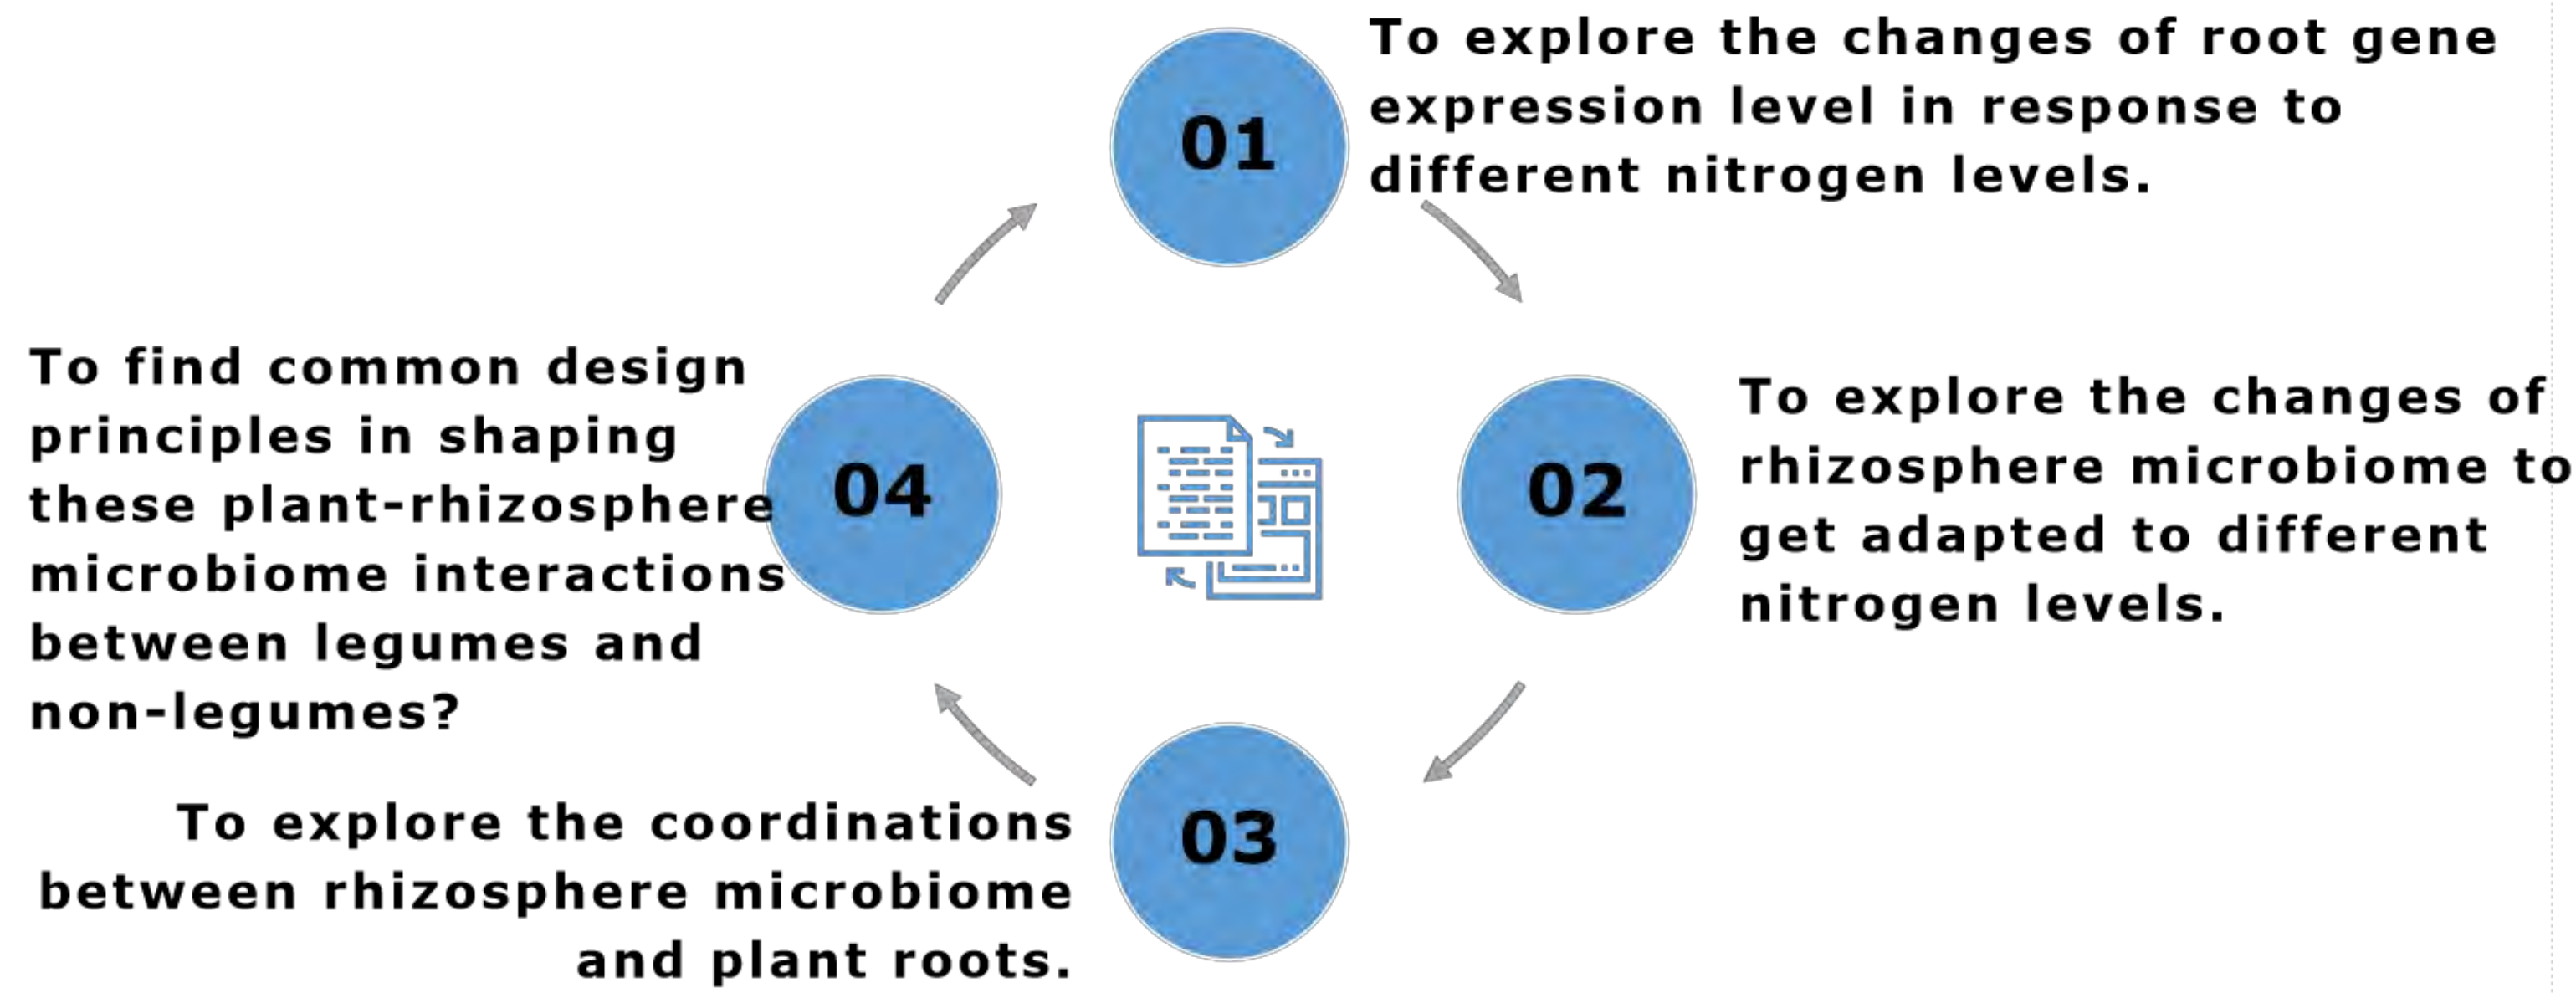 01
To explore the changes of root gene
expression level in response to
different nitrogen levels.
02
To explore the changes of
rhizosphere microbiome to
get adapted to different
nitrogen levels.
03
To explore the coordinations
between rhizosphere microbiome
and plant roots.
04
To find common design
principles in shaping
these plant-rhizosphere
microbiome interactions
between legumes and
non-legumes?